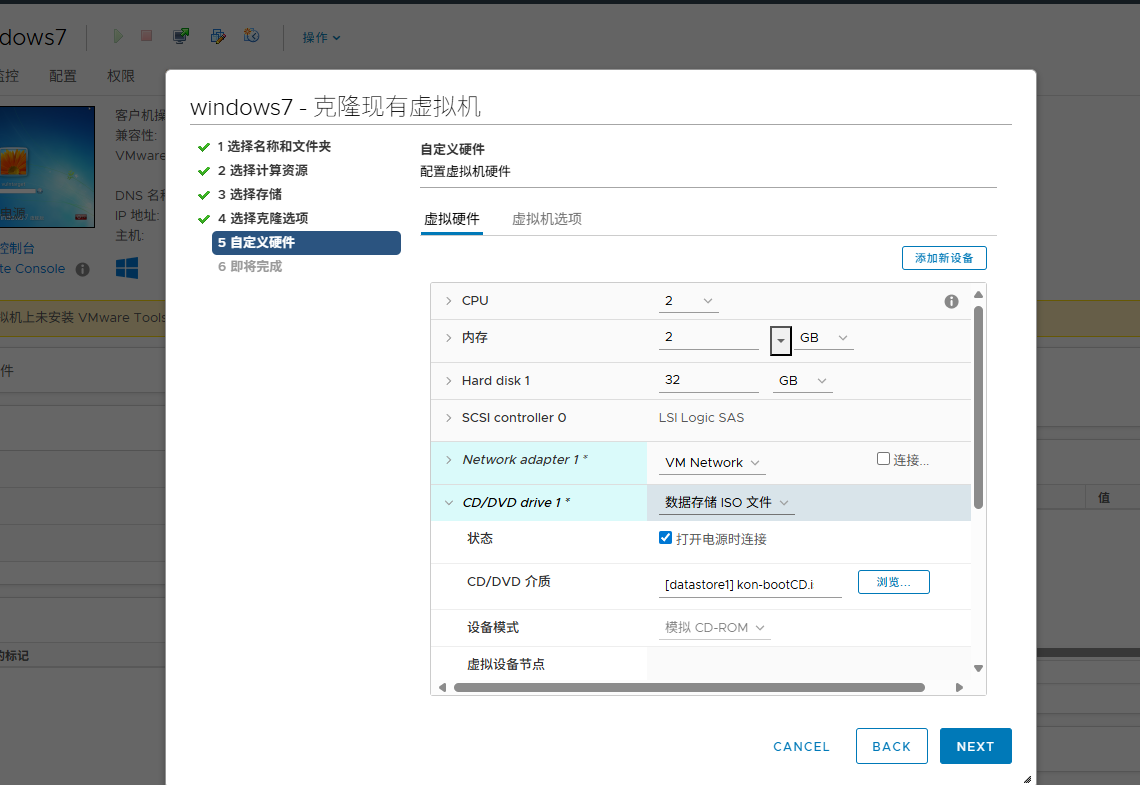 dows7
操作
监控 配置 权限
客户机操
兼容性:
VMware
DNS 名称
IP 地址:
主机:
电源
控制台
te Console
拟机上未安装 VMware Tools
件
值
的标记
windows7 - 克隆现有虚拟机
1 选择名称和文件夹
2 选择计算资源
3 选择存储
4 选择克隆选项
5 自定义硬件
6 即将完成
自定义硬件
配置虚拟机硬件
虚拟硬件 虚拟机选项
添加新设备
CPU 2
内存 2 GB
Hard disk 1 32 GB
SCSI controller 0 LSI Logic SAS
Network adapter 1 * VM Network 连接...
CD/DVD drive 1 * 数据存储 ISO 文件
状态 打开电源时连接
CD/DVD 介质 [datastore1] kon-bootCD.i 浏览...
设备模式 模拟 CD-ROM
虚拟设备节点
CANCEL BACK NEXT